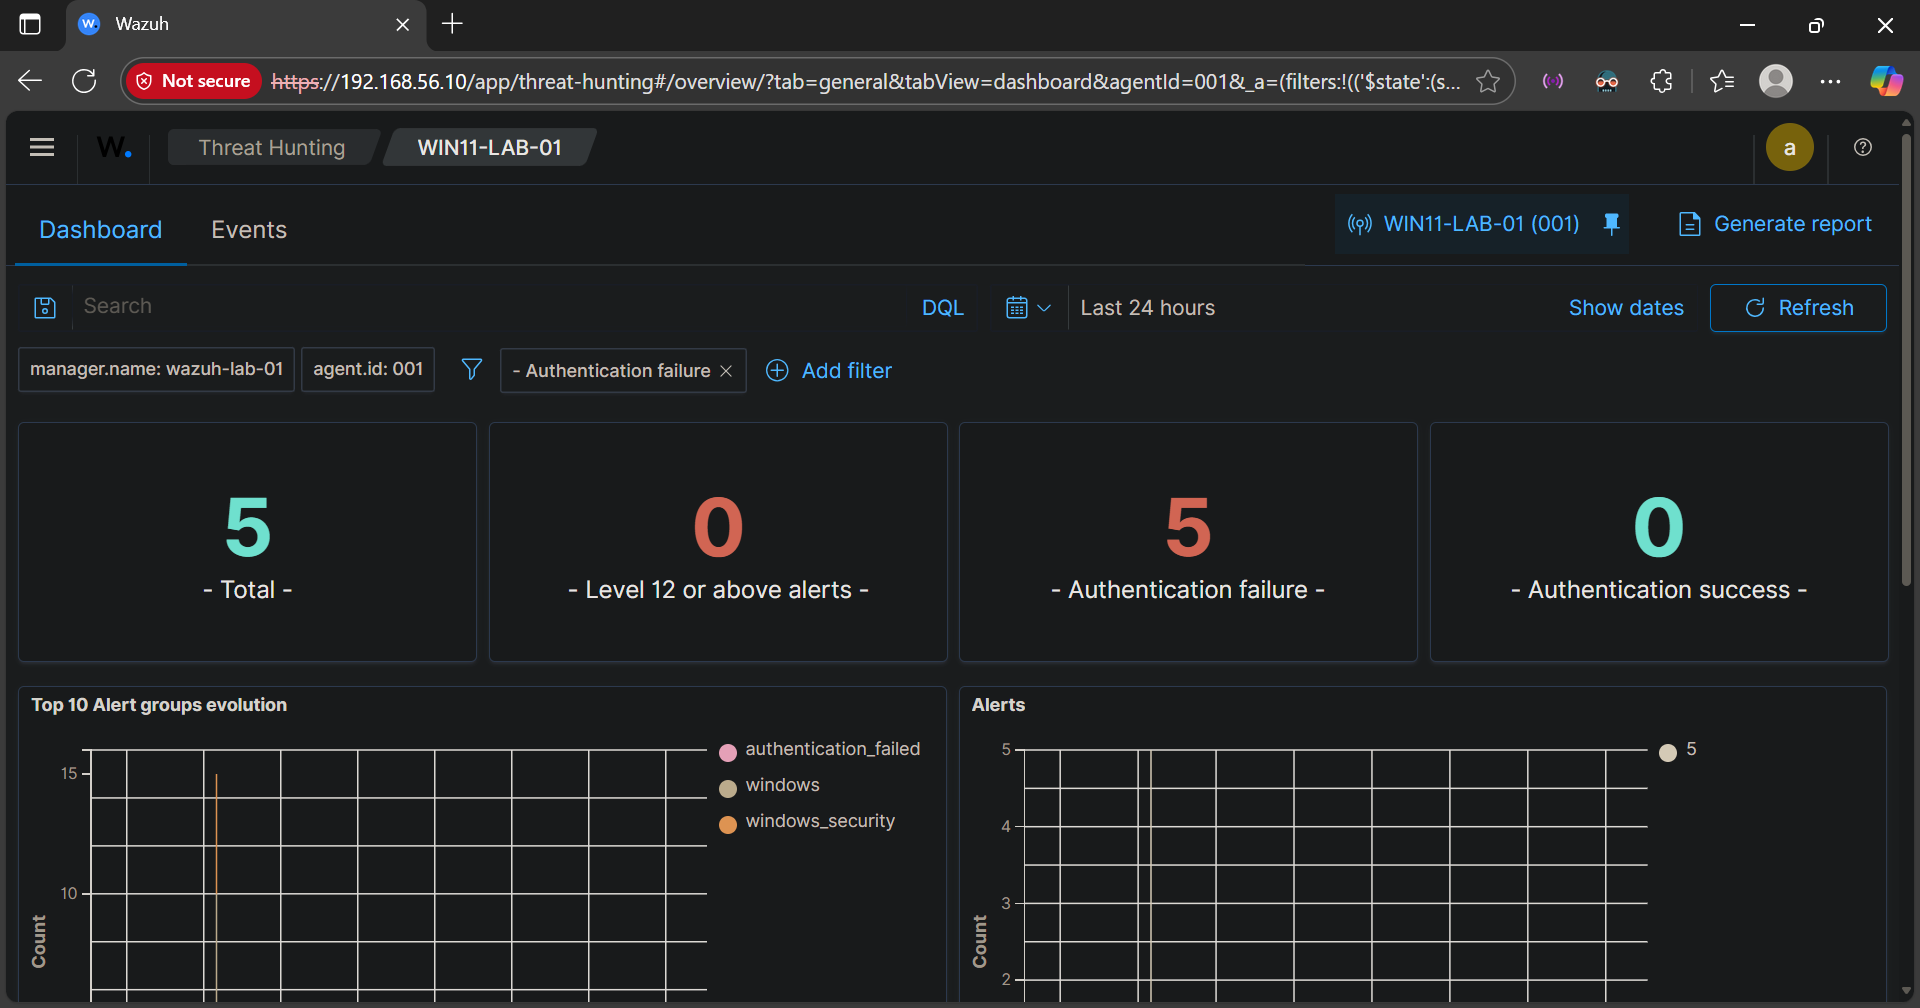 Wazuh
Not secure https://192.168.56.10/app/threat-hunting#/overview/?tab=general&tabView=dashboard&agentId=001&_a=(filters:!(('$state':(s...
W. Threat Hunting WIN11-LAB-01 a
Dashboard Events WIN11-LAB-01 (001) Generate report
Search DQL Last 24 hours Show dates Refresh
manager.name: wazuh-lab-01 agent.id: 001 - Authentication failure Add filter
5 0 5 0
- Total - - Level 12 or above alerts - - Authentication failure - - Authentication success -
Top 10 Alert groups evolution
15
10
Count
authentication_failed
windows
windows_security
Alerts
5
4
3
2
Count
5